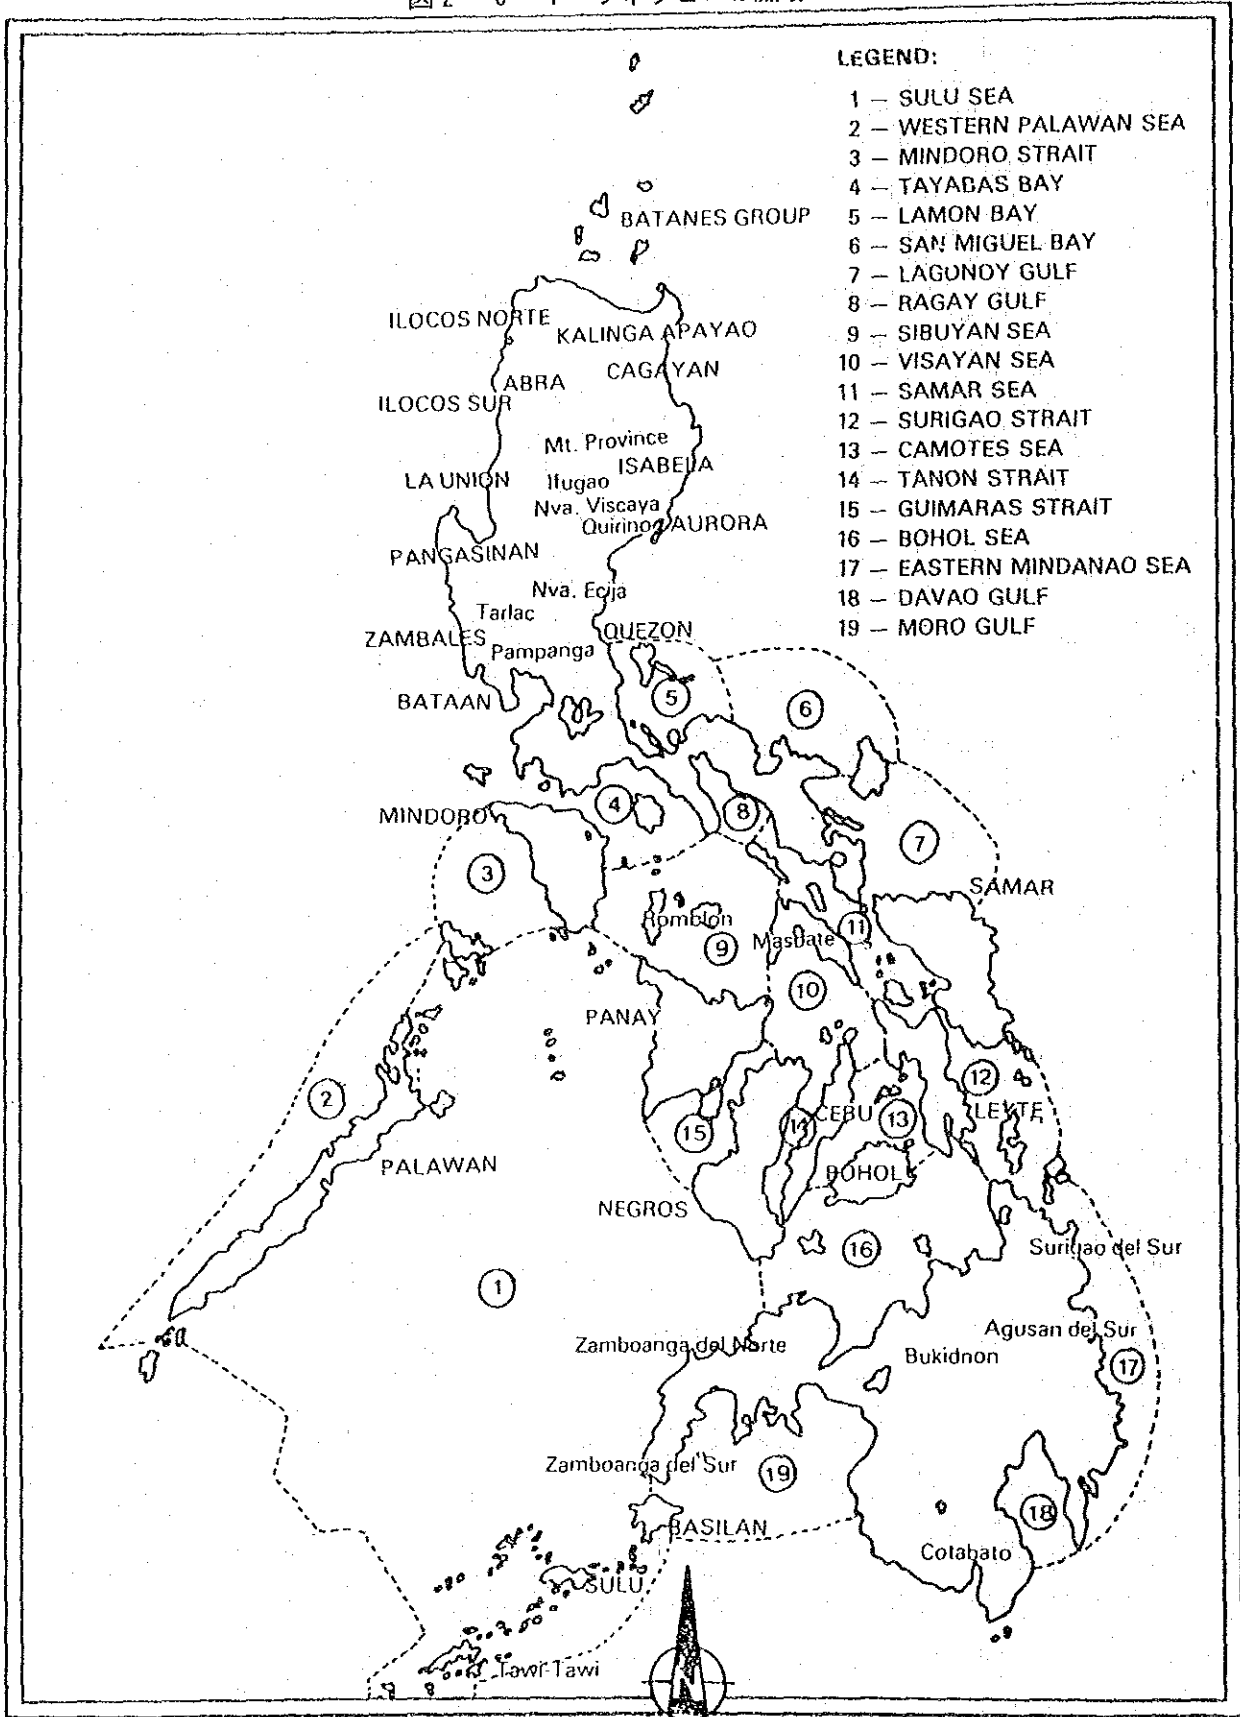 LEGEND:
1 – SULU SEA
2 – WESTERN PALAWAN SEA
3 – MINDORO STRAIT
4 – TAYABAS BAY
5 – LAMON BAY
6 – SAN MIGUEL BAY
7 – LAGONOY GULF
8 – RAGAY GULF
9 – SIBUYAN SEA
10 – VISAYAN SEA
11 – SAMAR SEA
12 – SURIGAO STRAIT
13 – CAMOTES SEA
14 – TANON STRAIT
15 – GUIMARAS STRAIT
16 – BOHOL SEA
17 – EASTERN MINDANAO SEA
18 – DAVAO GULF
19 – MORO GULF
BATANES GROUP
ILOCOS NORTE
KALINGA APAYAO
ABRA
CAGAYAN
ILOCOS SUR
Mt. Province
ISABELA
LA UNION
Ifugao
Nva. Viscaya
Quirino
AURORA
PANGASINAN
Nva. Ecija
Tarlac
ZAMBALES
QUEZON
Pampanga
BATAAN
5
6
MINDORO
4
8
7
3
SAMAR
Romblon
9
Masbate
11
10
PANAY
2
12
CEBU
13
LEYTE
15
14
PALAWAN
BOHOL
NEGROS
16
Surigao del Sur
1
Agusan del Sur
Zamboanga del Norte
Bukidnon
17
Zamboanga del Sur
19
18
BASILAN
Cotabato
SULU
Tawi-Tawi
N